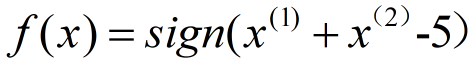 f(x) = sign(x⁽¹⁾ + x⁽²⁾-5)